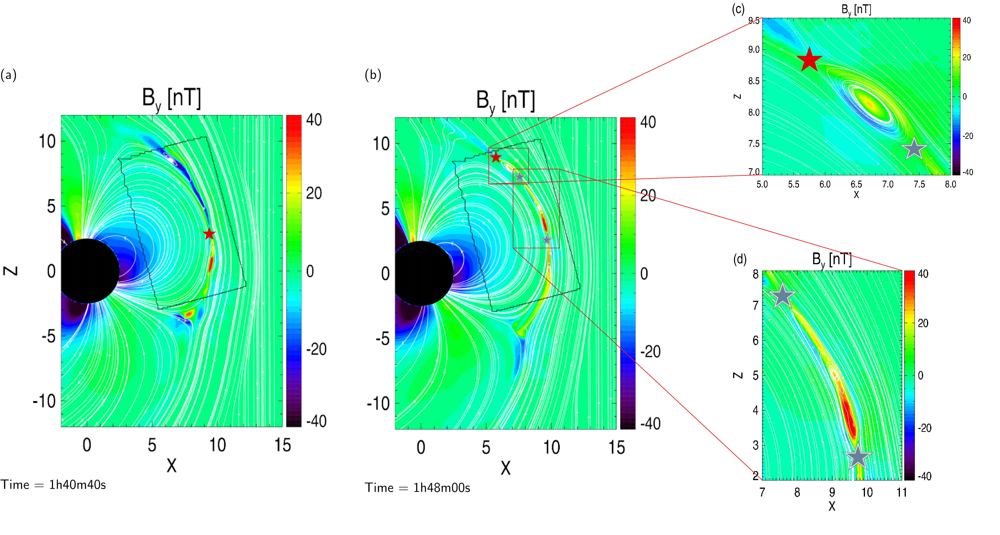 (a)
B_y [nT]
10
5
0
-5
-10
Z
0 5 10 15
X
40
20
0
-20
-40
Time = 1h40m40s
(b)
B_y [nT]
10
5
0
-5
-10
0 5 10 15
X
40
20
0
-20
-40
Time = 1h48m00s
(c)
B_y [nT]
9.5
9.0
8.5
8.0
7.5
7.0
Z
5.0 5.5 6.0 6.5 7.0 7.5 8.0
X
40
20
0
-20
-40
(d)
B_y [nT]
8
7
6
5
4
3
2
Z
7 8 9 10 11
X
40
20
0
-20
-40